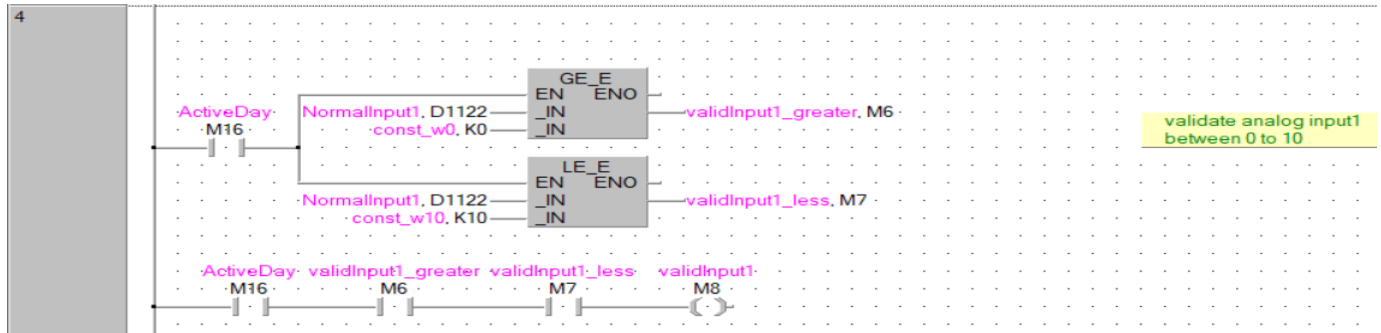 4
GE_E
EN ENO
ActiveDay NormalInput1, D1122 _IN validInput1_greater, M6
M16 const_w0, K0 _IN
validate analog input1
between 0 to 10
LE_E
EN ENO
NormalInput1, D1122 _IN validInput1_less, M7
const_w10, K10 _IN
ActiveDay validInput1_greater validInput1_less validInput1
M16 M6 M7 M8